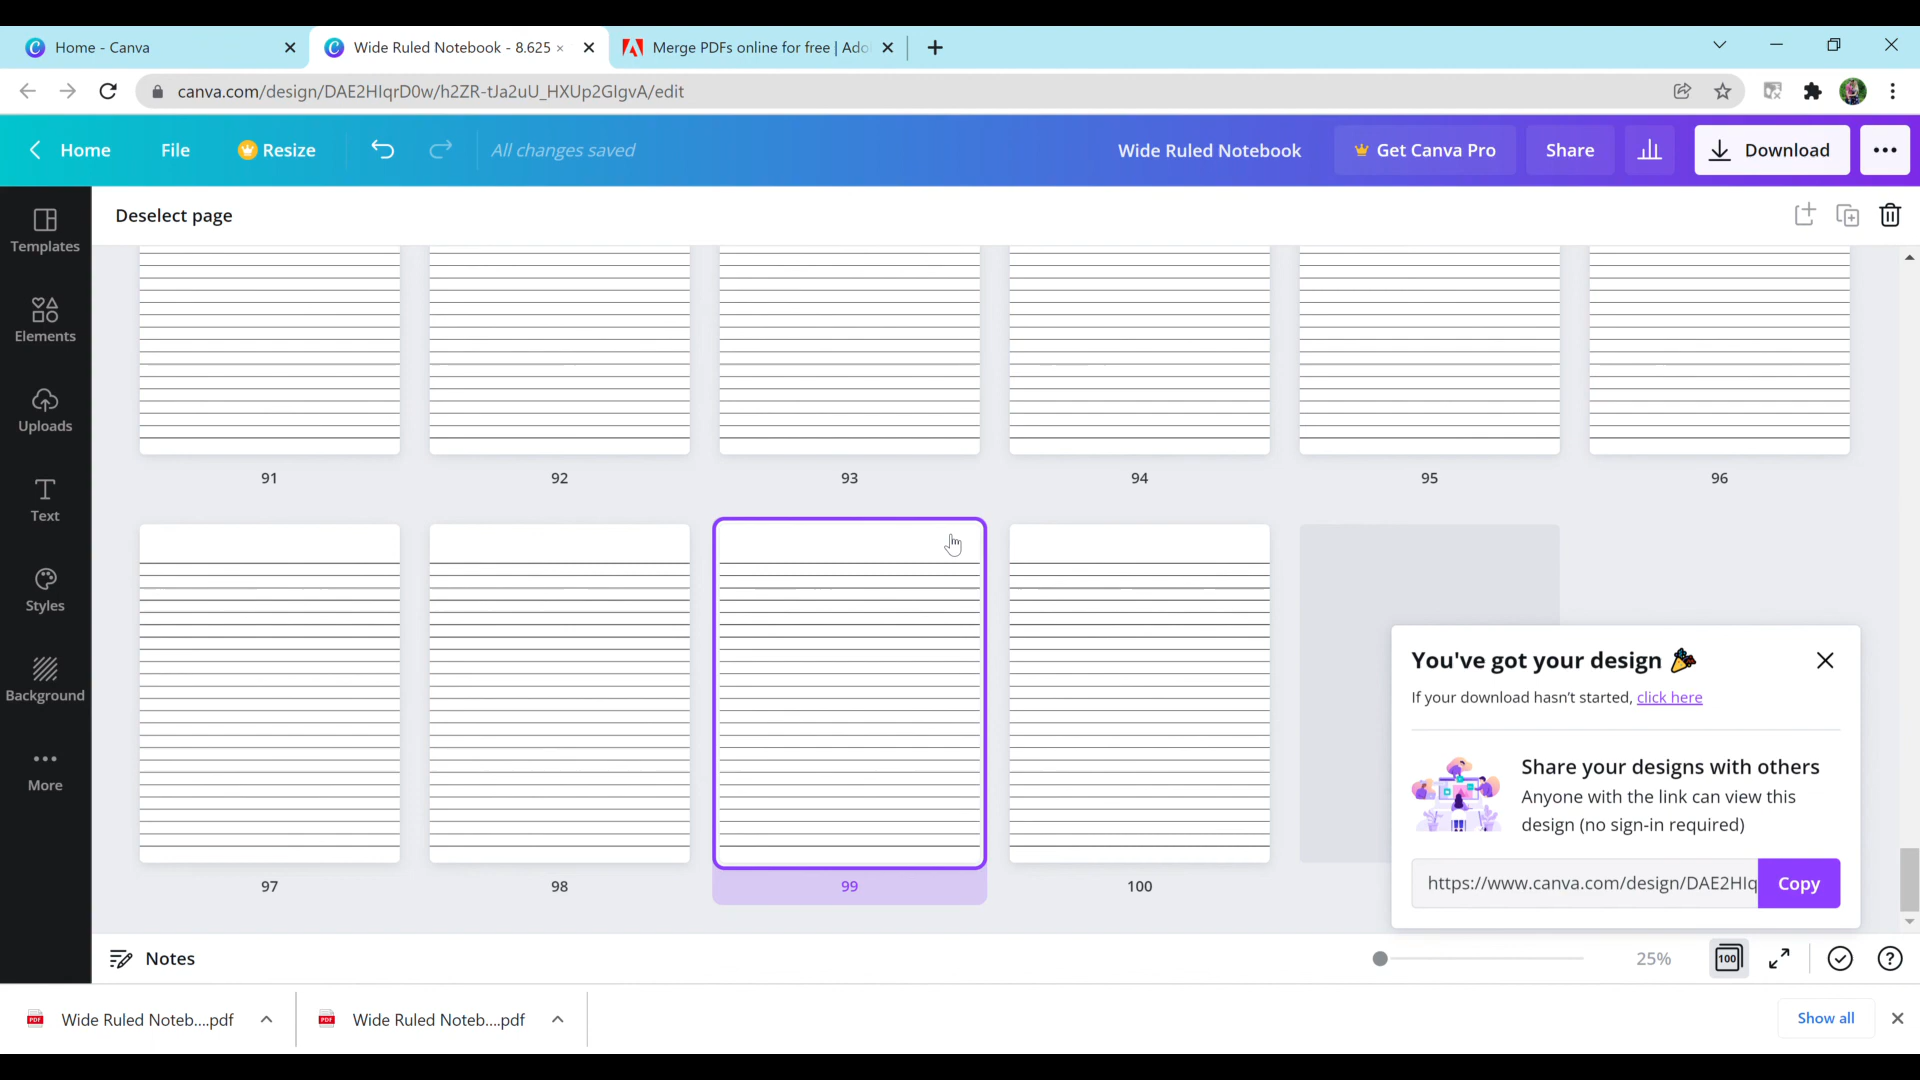 Home - Canva
Wide Ruled Notebook - 8.625
Merge PDFs online for free | Ado
canva.com/design/DAE2HIqrD0w/h2ZR-tJa2uU_HXUp2GIgvA/edit
Home
File
Resize
All changes saved
Wide Ruled Notebook
Get Canva Pro
Share
Download
Templates
Elements
Uploads
Text
Styles
Background
More
Deselect page
91
92
93
94
95
96
97
98
99
100
You've got your design
If your download hasn't started, click here
Share your designs with others
Anyone with the link can view this
design (no sign-in required)
https://www.canva.com/design/DAE2HIq
Copy
Notes
25%
100
PDF
Wide Ruled Noteb....pdf
PDF
Wide Ruled Noteb....pdf
Show all